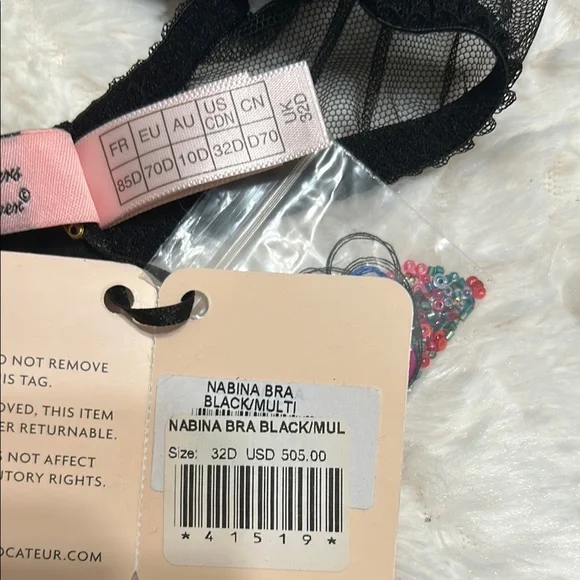 FR EU AU US CDN CN UK
85D 70D 10D 32D D70 32D
O NOT REMOVE
IS TAG.
OVED, THIS ITEM
ER RETURNABLE.
S NOT AFFECT
UTORY RIGHTS.
OCATEUR.COM
NABINA BRA
BLACK/MULTI
NABINA BRA BLACK/MUL
Size: 32D USD 505.00
*41519*